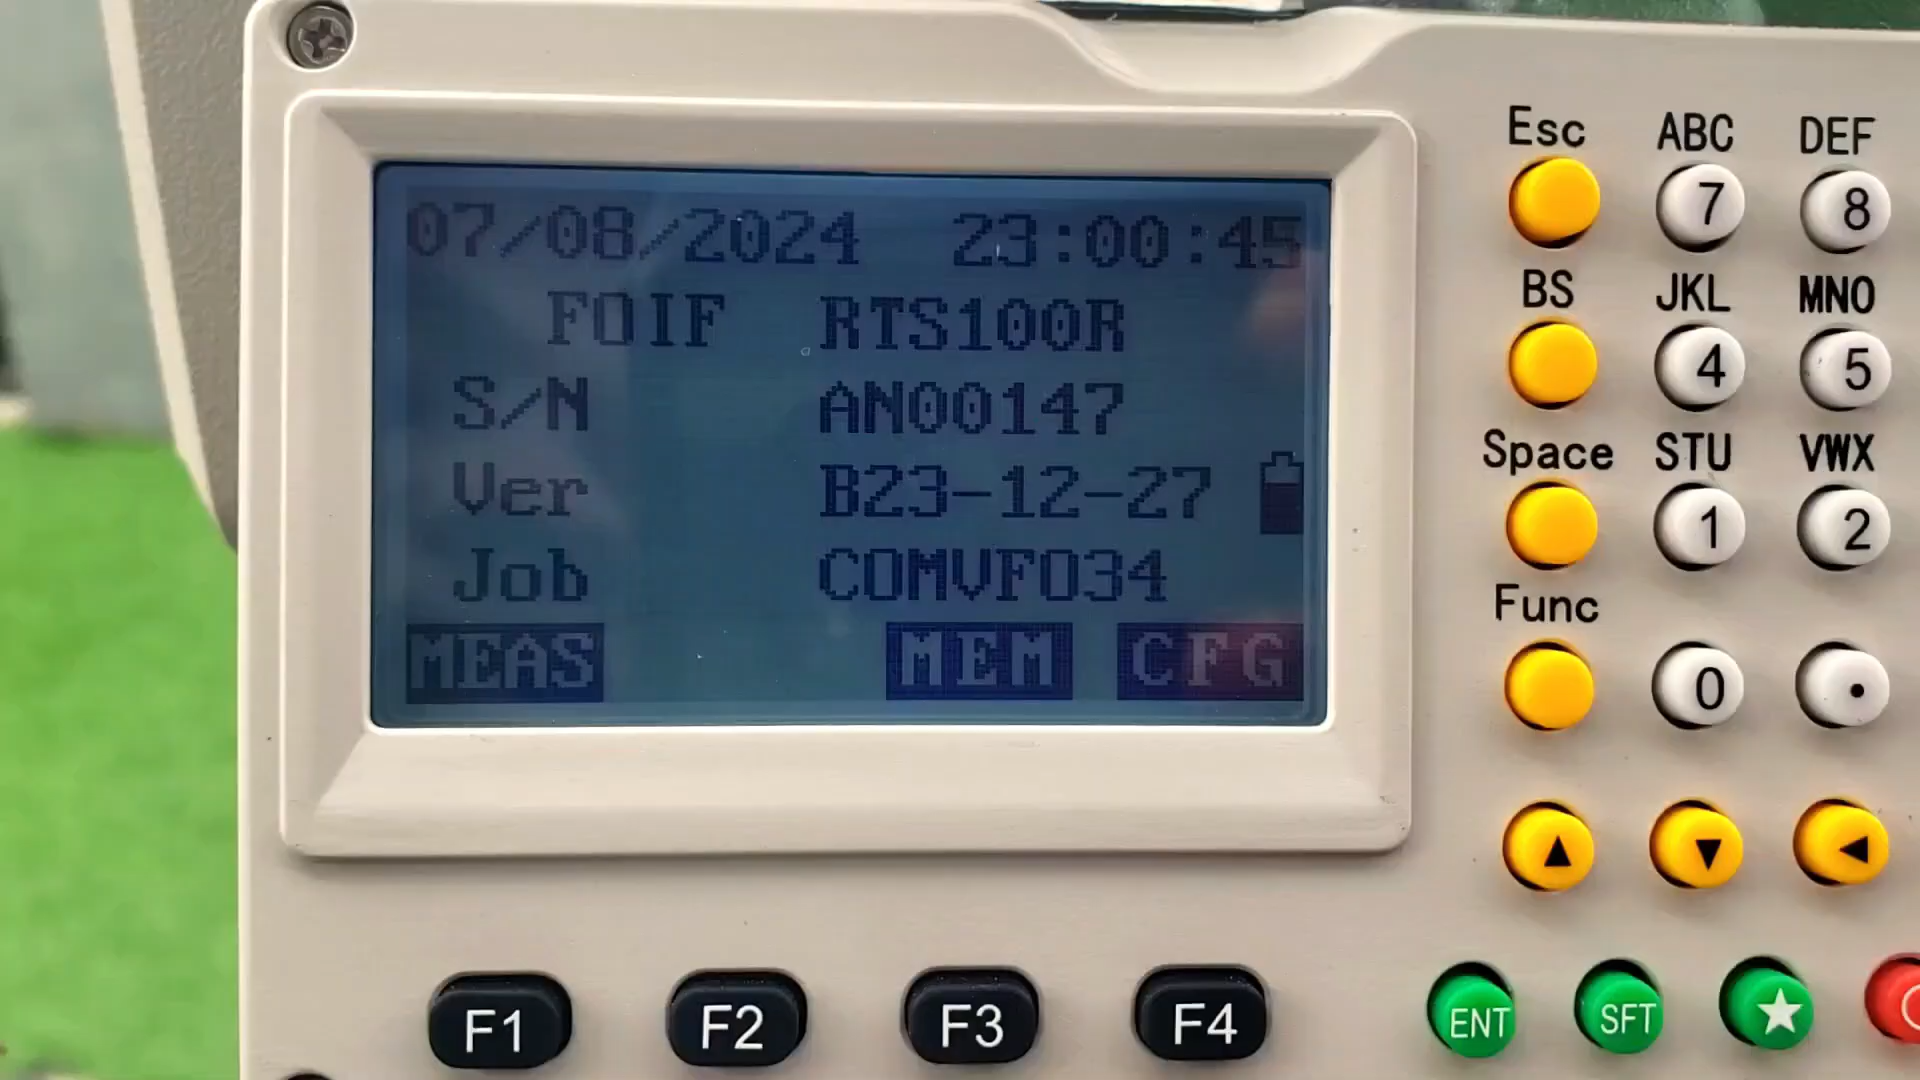 07/08/2024 23:00:45
FOIF RTS100R
S/N AN00147
Ver B23-12-27
Job COMVFO34
MEAS MEM CFG
Esc ABC DEF
7 8
BS JKL MNO
4 5
Space STU VWX
1 2
Func
0 .
F1 F2 F3 F4 ENT SFT